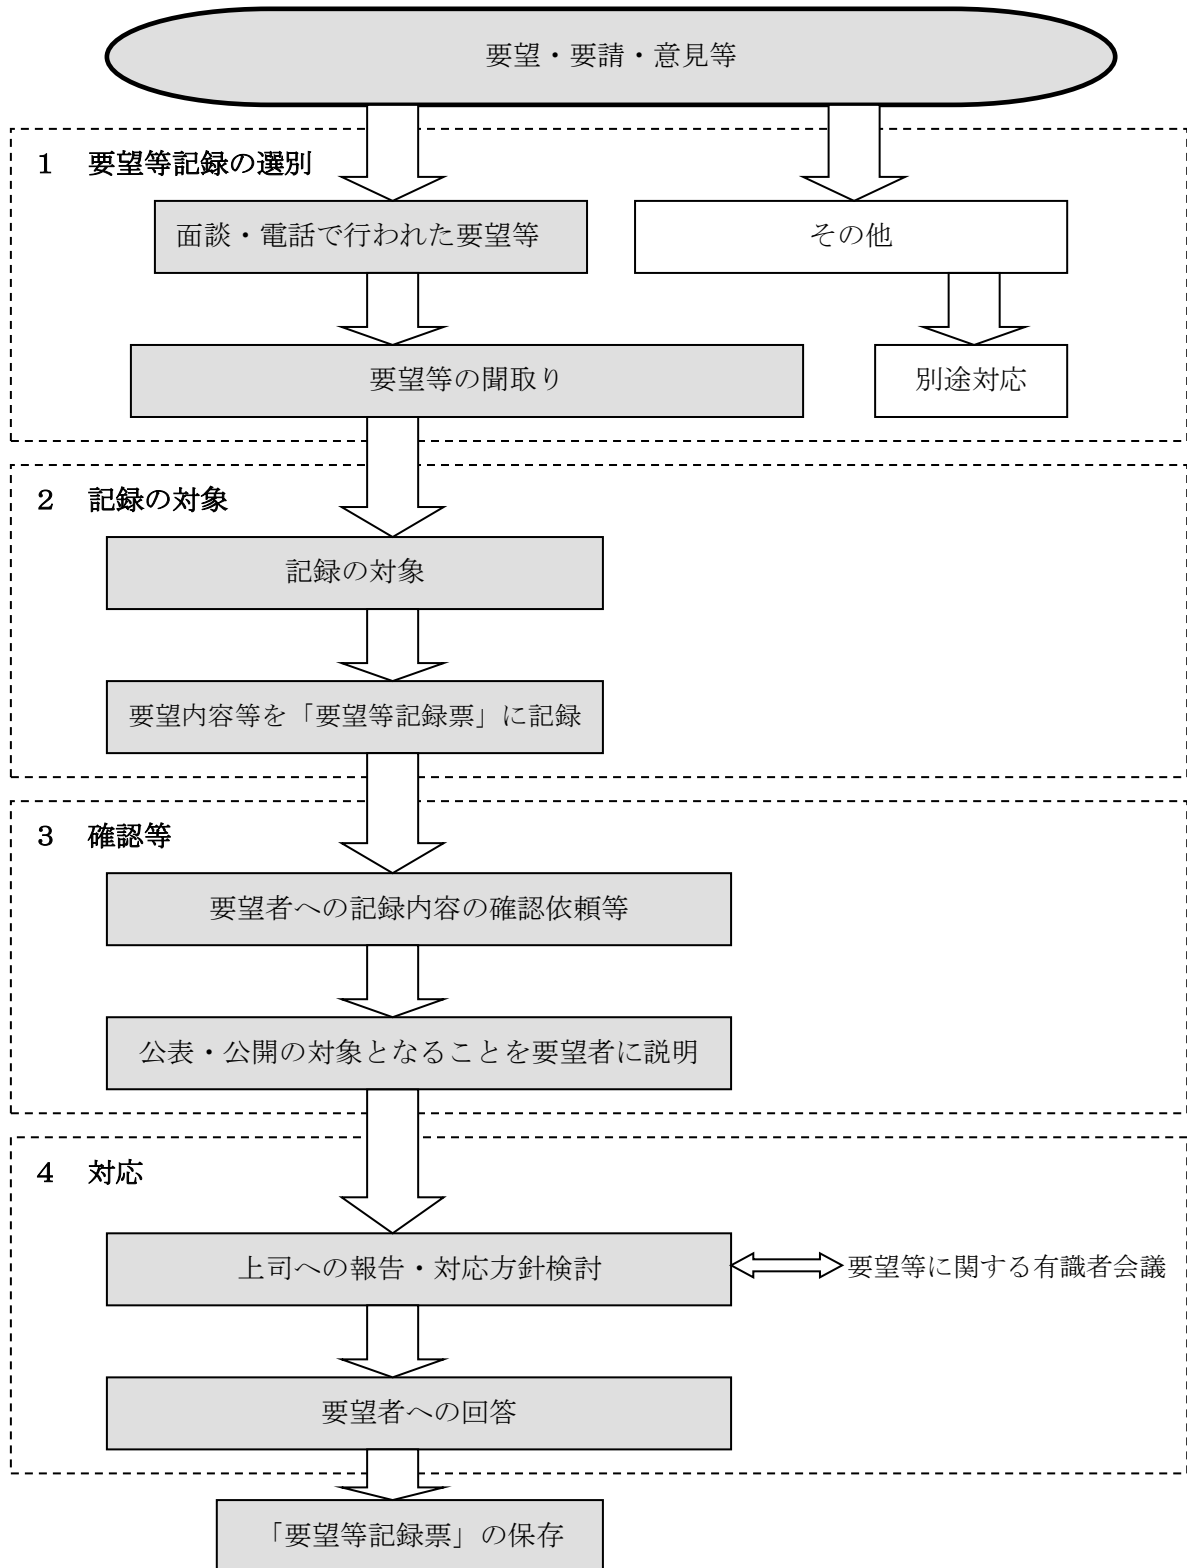 要望・要請・意見等
１　要望等記録の選別
面談・電話で行われた要望等
その他
要望等の聞取り
別途対応
２　記録の対象
記録の対象
要望内容等を「要望等記録票」に記録
３　確認等
要望者への記録内容の確認依頼等
公表・公開の対象となることを要望者に説明
４　対応
上司への報告・対応方針検討
要望等に関する有識者会議
要望者への回答
「要望等記録票」の保存